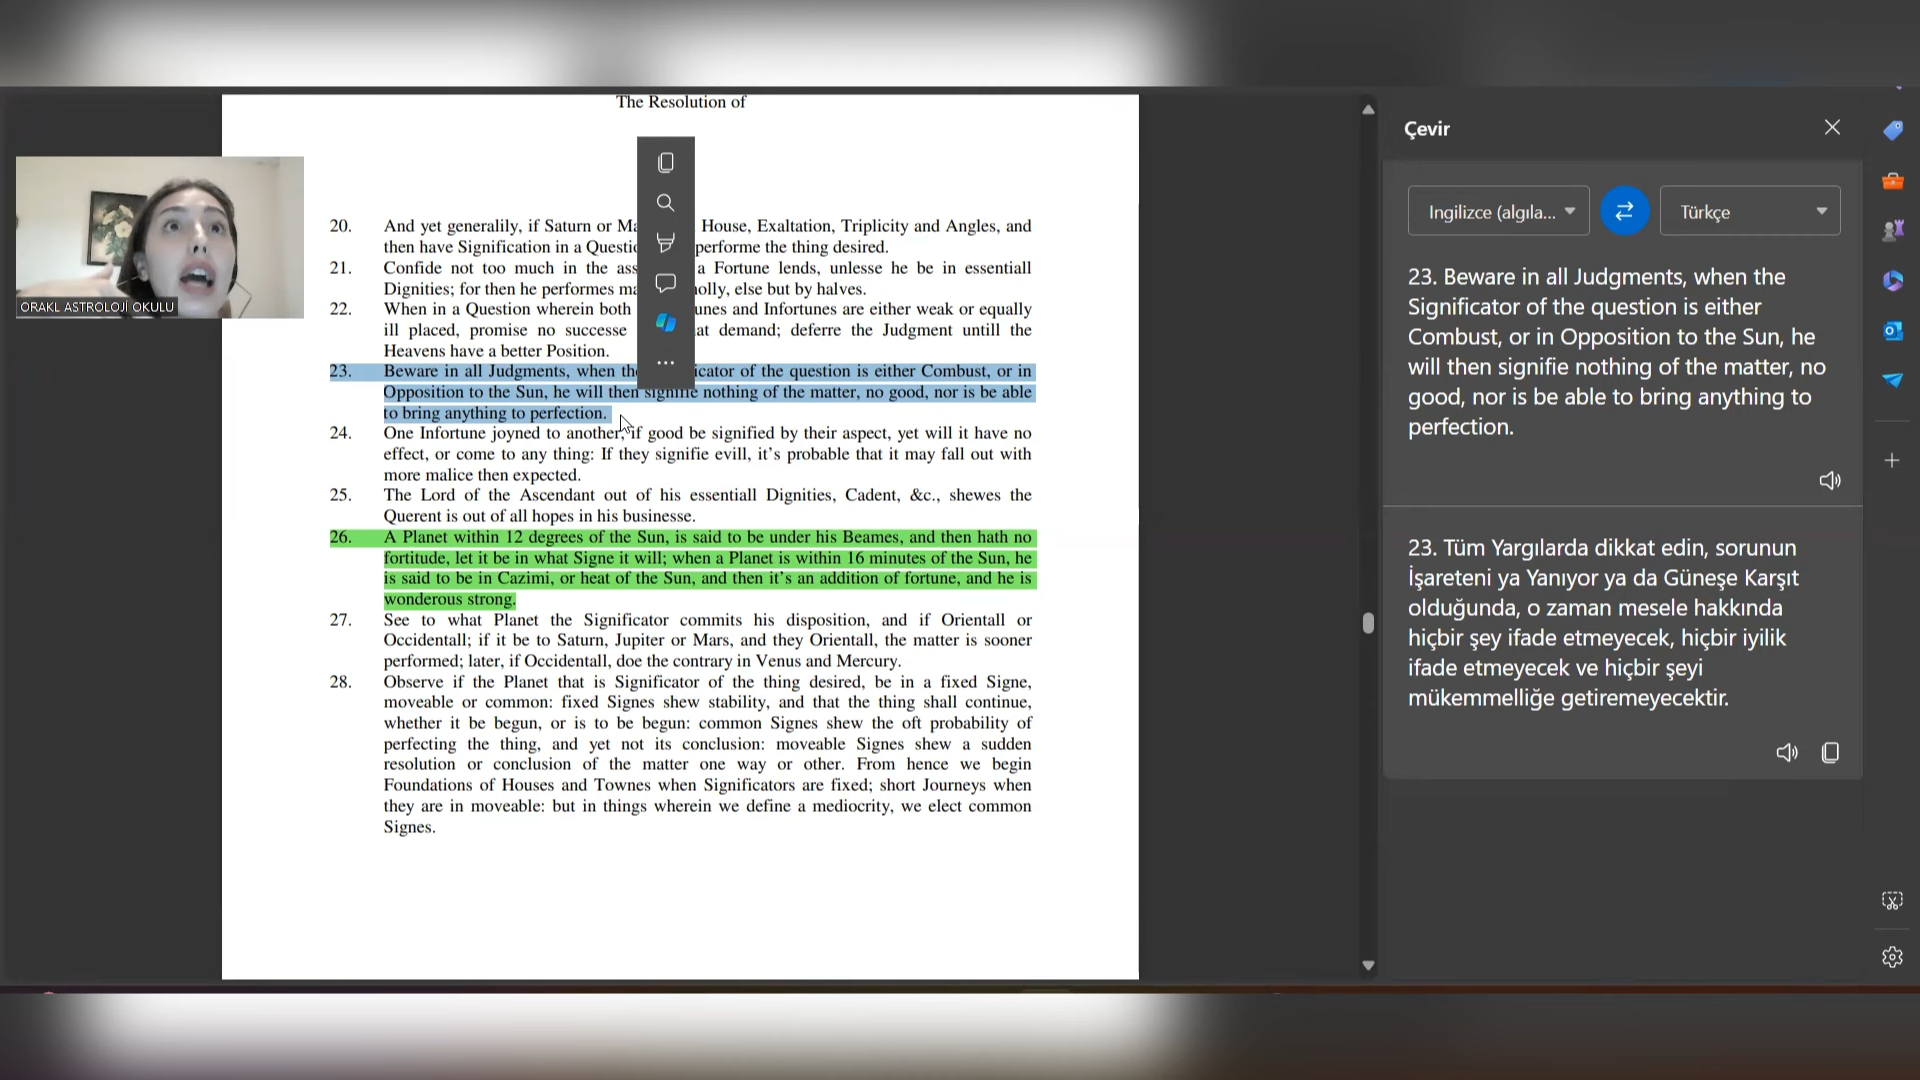 The Resolution of
20. And yet generalily, if Saturn or Ma House, Exaltation, Triplicity and Angles, and
then have Signification in a Questio performe the thing desired.
21. Confide not too much in the ass a Fortune lends, unlesse he be in essentiall
Dignities; for then he performes ma olly, else but by halves.
22. When in a Question wherein both unes and Infortunes are either weak or equally
ill placed, promise no successe at demand; deferre the Judgment untill the
Heavens have a better Position.
23. Beware in all Judgments, when the icator of the question is either Combust, or in
Opposition to the Sun, he will then signifie nothing of the matter, no good, nor is be able
to bring anything to perfection.
24. One Infortune joyned to another, if good be signified by their aspect, yet will it have no
effect, or come to any thing: If they signifie evill, it's probable that it may fall out with
more malice then expected.
25. The Lord of the Ascendant out of his essentiall Dignities, Cadent, &c., shewes the
Querent is out of all hopes in his businesse.
26. A Planet within 12 degrees of the Sun, is said to be under his Beames, and then hath no
fortitude, let it be in what Signe it will; when a Planet is within 16 minutes of the Sun, he
is said to be in Cazimi, or heat of the Sun, and then it's an addition of fortune, and he is
wonderous strong.
27. See to what Planet the Significator commits his disposition, and if Orientall or
Occidentall; if it be to Saturn, Jupiter or Mars, and they Orientall, the matter is sooner
performed; later, if Occidentall, doe the contrary in Venus and Mercury.
28. Observe if the Planet that is Significator of the thing desired, be in a fixed Signe,
moveable or common: fixed Signes shew stability, and that the thing shall continue,
whether it be begun, or is to be begun: common Signes shew the oft probability of
perfecting the thing, and yet not its conclusion: moveable Signes shew a sudden
resolution or conclusion of the matter one way or other. From hence we begin
Foundations of Houses and Townes when Significators are fixed; short Journeys when
they are in moveable: but in things wherein we define a mediocrity, we elect common
Signes.
ORAKL ASTROLOJİ OKULU
Çevir
Ingilizce (algıla...
Türkçe
23. Beware in all Judgments, when the
Significator of the question is either
Combust, or in Opposition to the Sun, he
will then signifie nothing of the matter, no
good, nor is be able to bring anything to
perfection.
23. Tüm Yargılarda dikkat edin, sorunun
İşareteni ya Yanıyor ya da Güneşe Karşıt
olduğunda, o zaman mesele hakkında
hiçbir şey ifade etmeyecek, hiçbir iyilik
ifade etmeyecek ve hiçbir şeyi
mükemmelliğe getiremeyecektir.